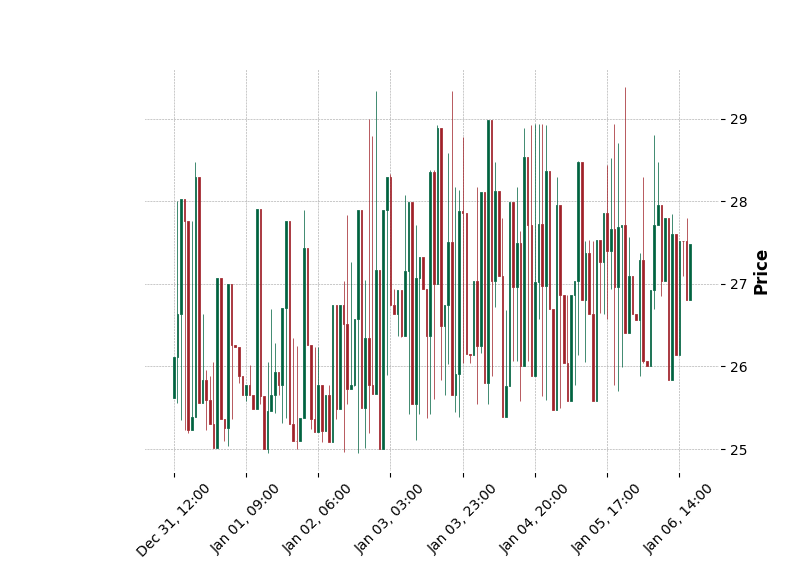 29
28
27
26
25
Price
Dec 31, 12:00
Jan 01, 09:00
Jan 02, 06:00
Jan 03, 03:00
Jan 03, 23:00
Jan 04, 20:00
Jan 05, 17:00
Jan 06, 14:00